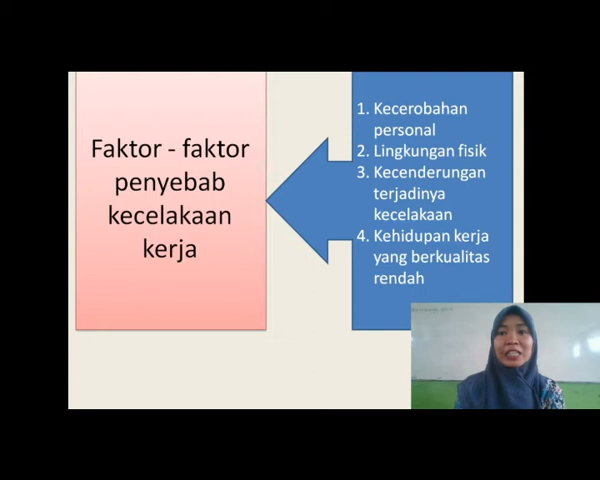 Faktor - faktor
penyebab
kecelakaan
kerja
1. Kecerobahan
personal
2. Lingkungan fisik
3. Kecenderungan
terjadinya
kecelakaan
4. Kehidupan kerja
yang berkualitas
rendah